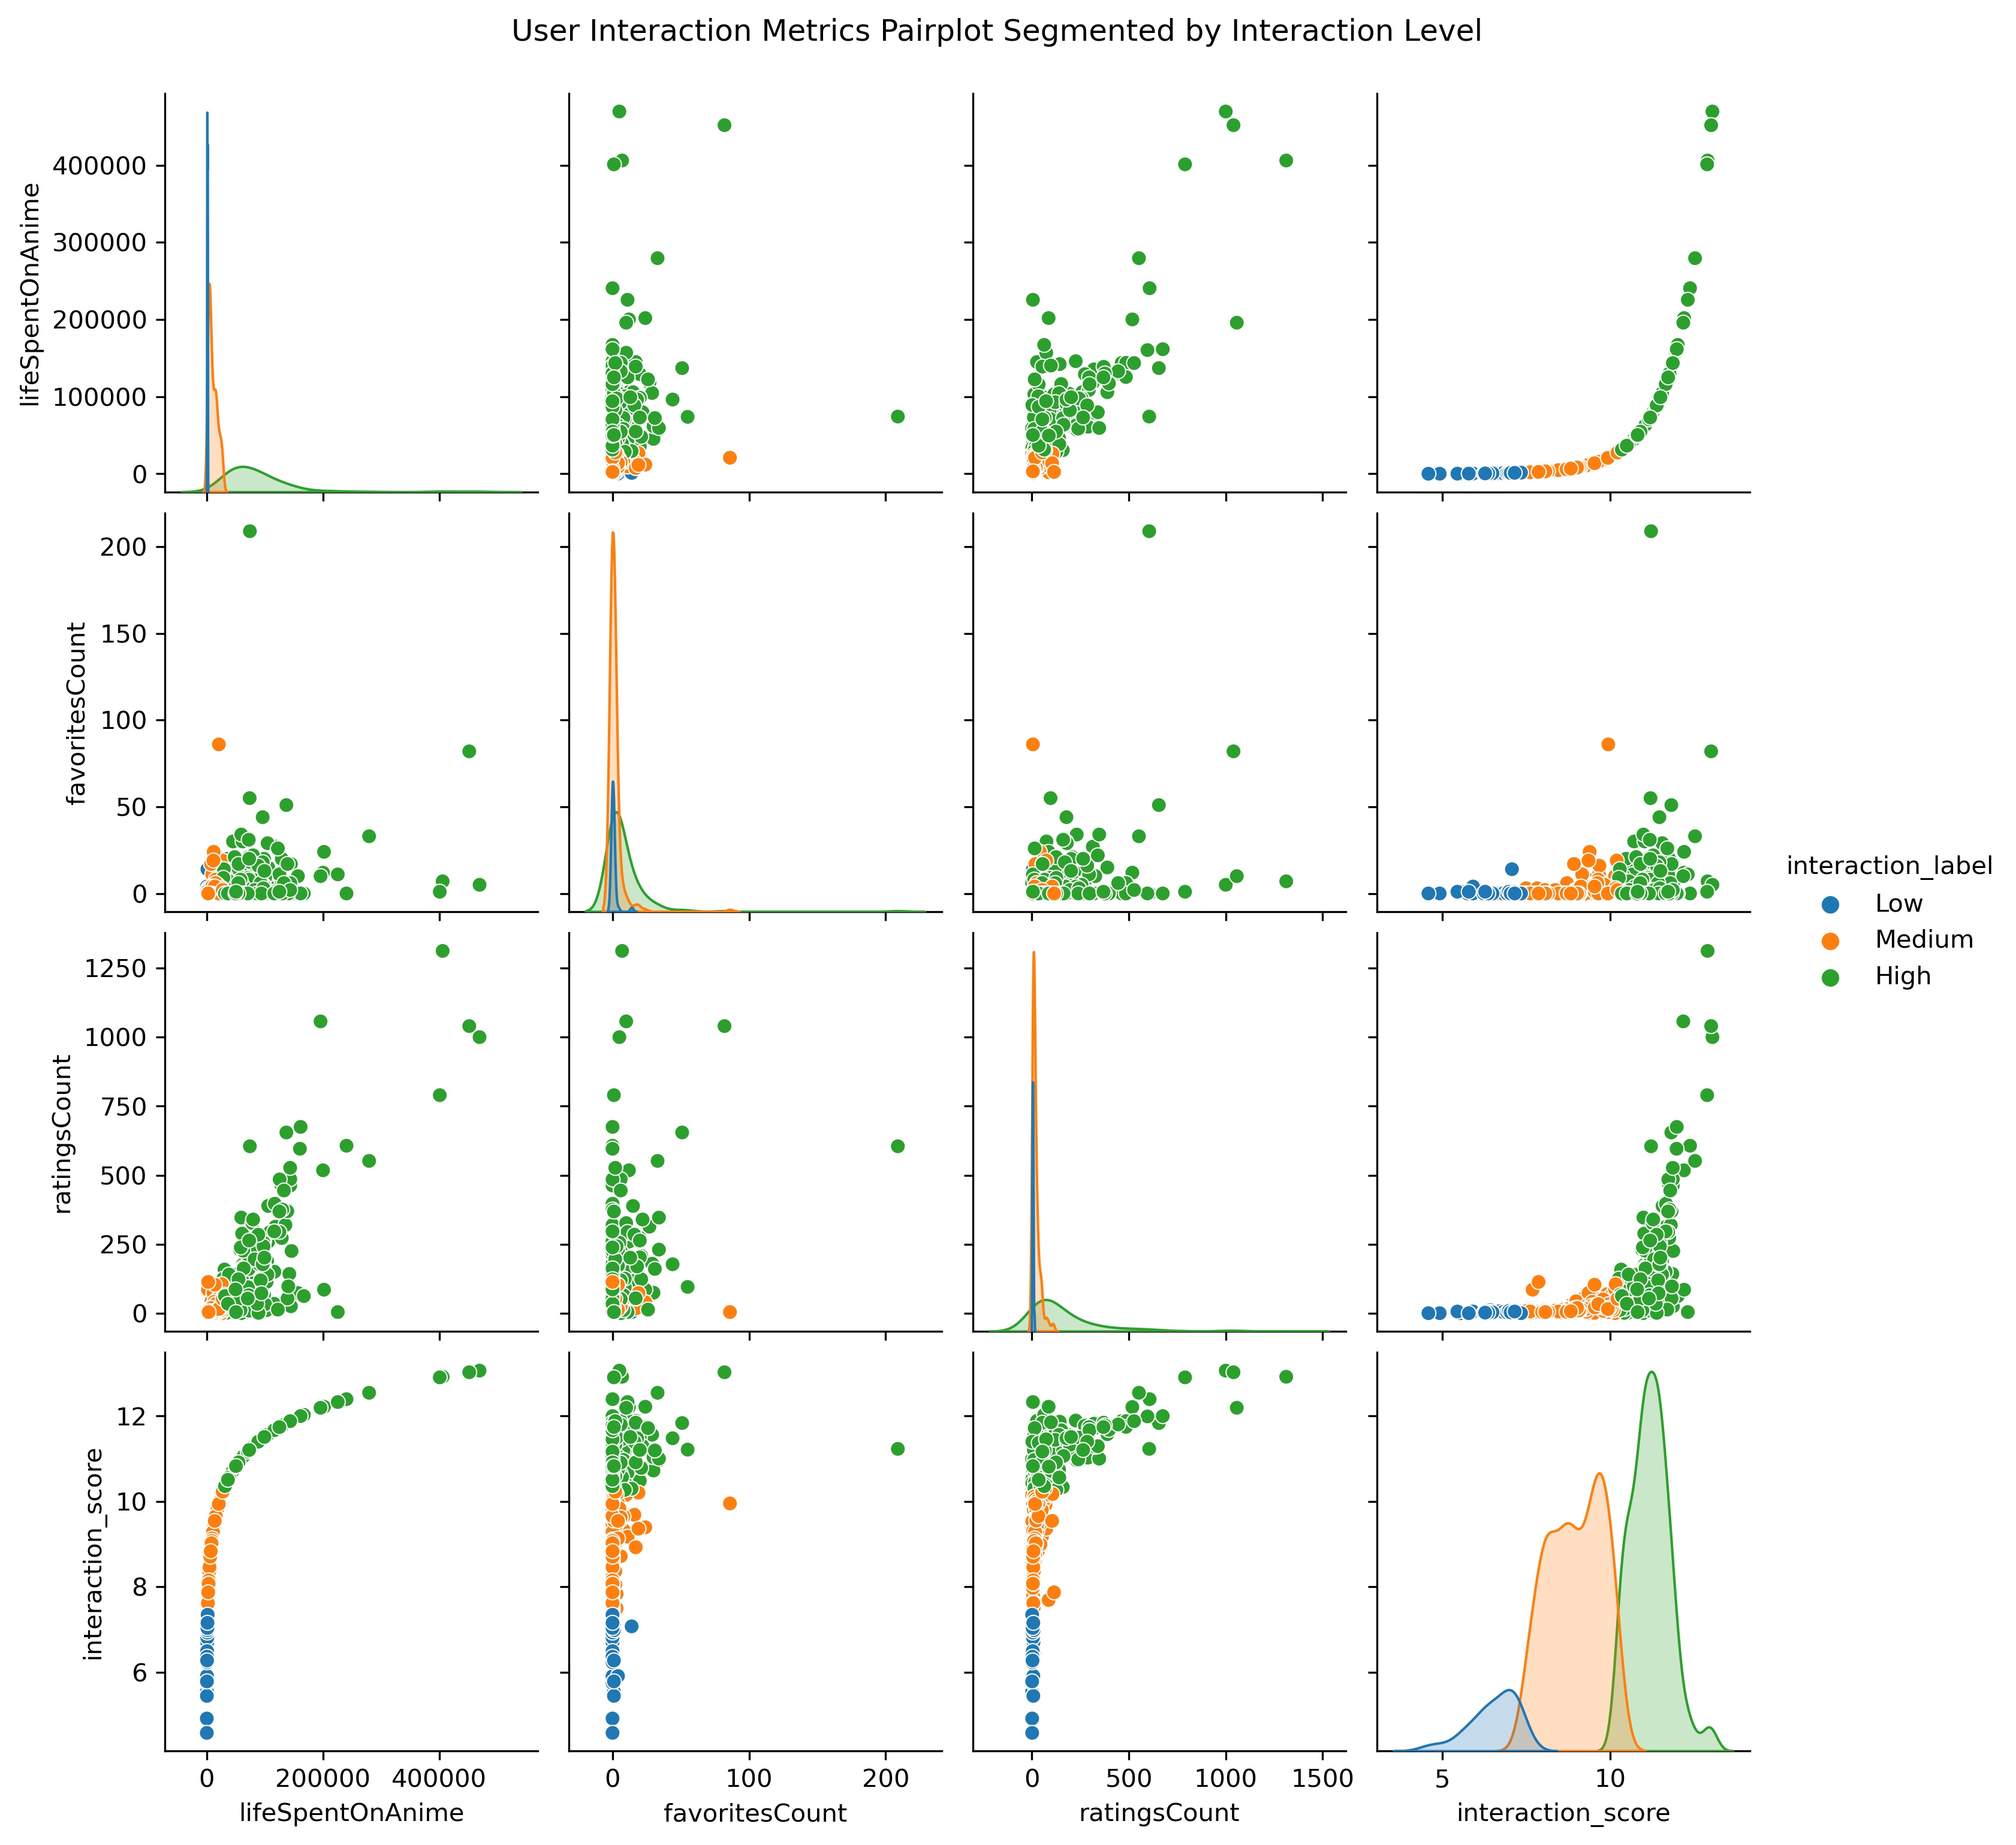 User Interaction Metrics Pairplot Segmented by Interaction Level
lifeSpentOnAnime
400000
300000
200000
100000
0
favoritesCount
200
150
100
50
0
interaction_label
Low
Medium
High
ratingsCount
1250
1000
750
500
250
0
interaction_score
12
10
8
6
0 200000 400000
0 100 200
0 500 1000 1500
5 10
lifeSpentOnAnime
favoritesCount
ratingsCount
interaction_score